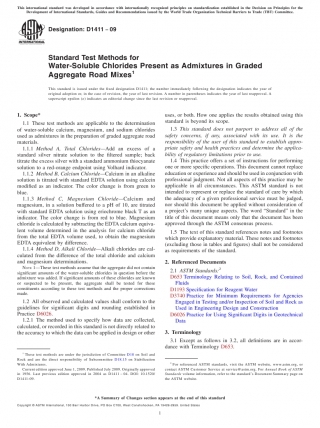 This international standard was developed in accordance with internationally recognized principles on standardization established in the Decision on Principles for the
Development of International Standards, Guides and Recommendations issued by the World Trade Organization Technical Barriers to Trade (TBT) Committee.
Designation: D1411 – 09
INTERNATIONAL
Standard Test Methods for
Water-Soluble Chlorides Present as Admixtures in Graded
Aggregate Road Mixes1
This standard is issued under the fixed designation D1411; the number immediately following the designation indicates the year of
original adoption or, in the case of revision, the year of last revision. A number in parentheses indicates the year of last reapproval. A
superscript epsilon (ε) indicates an editorial change since the last revision or reapproval.
1. Scope*
1.1 These test methods are applicable to the determination
of water-soluble calcium, magnesium, and sodium chlorides
used as admixtures in the preparation of graded aggregate road
materials.
1.1.1 Method A, Total Chlorides—Add an excess of a
standard silver nitrate solution to the filtered sample; back
titrate the excess silver with a standard ammonium thiocyanate
solution to a red-orange endpoint using Volhard indicator.
1.1.2 Method B, Calcium Chloride—Calcium in an alkaline
solution is titrated with standard EDTA solution using calcein
modified as an indicator. The color change is from green to
blue.
1.1.3 Method C, Magnesium Chloride—Calcium and
magnesium, in a solution buffered to a pH of 10, are titrated
with standard EDTA solution using eriochrome black T as an
indicator. The color change is from red to blue. Magnesium
chloride is calculated by subtracting the EDTA calcium equiva-
lent volume determined in the analysis for calcium chloride
from the total EDTA volume used, to obtain the magnesium
EDTA equivalent by difference.
1.1.4 Method D, Alkali Chloride—Alkali chlorides are cal-
culated from the difference of the total chloride and calcium
and magnesium determinations.
NOTE 1—These test methods assume that the aggregate did not contain
significant amounts of the water-soluble chlorides in question before the
admixture was added. If significant amounts of these chlorides are known
or suspected to be present, the aggregate shall be tested for these
constituents according to these test methods and the proper corrections
made.
1.2 All observed and calculated values shall conform to the
guidelines for significant digits and rounding established in
Practice D6026.
1.2.1 The method used to specify how data are collected,
calculated, or recorded in this standard is not directly related to
the accuracy to which the data can be applied in design or other
1 These test methods are under the jurisdiction of Committee D18 on Soil and
Rock and are the direct responsibility of Subcommittee D18.15 on Stabilization
With Admixtures.
Current edition approved June 1, 2009. Published July 2009. Originally approved
in 1956. Last previous edition approved in 2004 as D1411 – 04. DOI: 10.1520/
D1411-09.
uses, or both. How one applies the results obtained using this
standard is beyond its scope.
1.3 This standard does not purport to address all of the
safety concerns, if any, associated with its use. It is the
responsibility of the user of this standard to establish appro-
priate safety and health practices and determine the applica-
bility of regulatory limitations prior to use.
1.4 This practice offers a set of instructions for performing
one or more specific operations. This document cannot replace
education or experience and should be used in conjunction with
professional judgment. Not all aspects of this practice may be
applicable in all circumstances. This ASTM standard is not
intended to represent or replace the standard of care by which
the adequacy of a given professional service must be judged,
nor should this document be applied without consideration of
a project's many unique aspects. The word "Standard" in the
title of this document means only that the document has been
approved through the ASTM consensus process.
1.5 The text of this standard references notes and footnotes
which provide explanatory material. These notes and footnotes
(excluding those in tables and figures) shall not be considered
as requirements of the standard.
2. Referenced Documents
2.1 ASTM Standards:2
D653 Terminology Relating to Soil, Rock, and Contained
Fluids
D1193 Specification for Reagent Water
D3740 Practice for Minimum Requirements for Agencies
Engaged in Testing and/or Inspection of Soil and Rock as
Used in Engineering Design and Construction
D6026 Practice for Using Significant Digits in Geotechnical
Data
3. Terminology
3.1 Except as follows in 3.2, all definitions are in accor-
dance with Terminology D653.
2 For referenced ASTM standards, visit the ASTM website, www.astm.org, or
contact ASTM Customer Service at service@astm.org. For Annual Book of ASTM
Standards volume information, refer to the standard's Document Summary page on
the ASTM website.
*A Summary of Changes section appears at the end of this standard
Copyright © ASTM International, 100 Barr Harbor Drive, PO Box C700, West Conshohocken, PA 19428-2959. United States
1